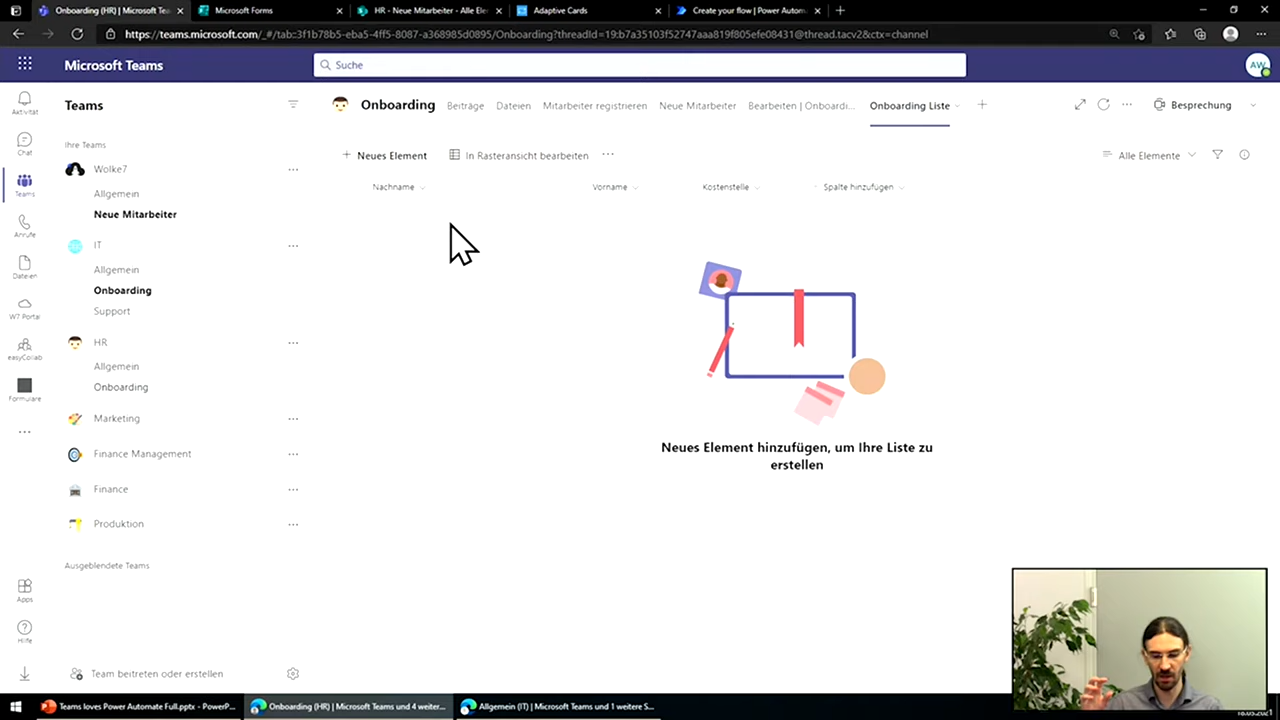 Onboarding (HR) | Microsoft Team
Microsoft Forms
HR - Neue Mitarbeiter - Alle Ele
Adaptive Cards
Create your flow | Power Autom
https://teams.microsoft.com/_#/tab:3f1b78b5-eba5-4ff5-8087-a368985d0895/Onboarding?threadId=19:b7a35103f52747aaa819f805efe08431@thread.tacv2&ctx=channel
Microsoft Teams
Suche
AW
Aktivität
Chat
Teams
Anrufe
Dateien
W7 Portal
easyCollab
Formulare
...
Apps
Hilfe
Teams
Ihre Teams
Wolke7
Allgemein
Neue Mitarbeiter
IT
Allgemein
Onboarding
Support
HR
Allgemein
Onboarding
Marketing
Finance Management
Finance
Produktion
Ausgeblendete Teams
Team beitreten oder erstellen
Onboarding
Beiträge
Dateien
Mitarbeiter registrieren
Neue Mitarbeiter
Bearbeiten | Onboardi...
Onboarding Liste
Besprechung
+ Neues Element
In Rasteransicht bearbeiten
...
Alle Elemente
Nachname
Vorname
Kostenstelle
Spalte hinzufügen
Neues Element hinzufügen, um Ihre Liste zu
erstellen
Teams loves Power Automate Full.pptx - PowerP...
Onboarding (HR) | Microsoft Teams und 4 weiter...
Allgemein (IT) | Microsoft Teams und 1 weitere S...